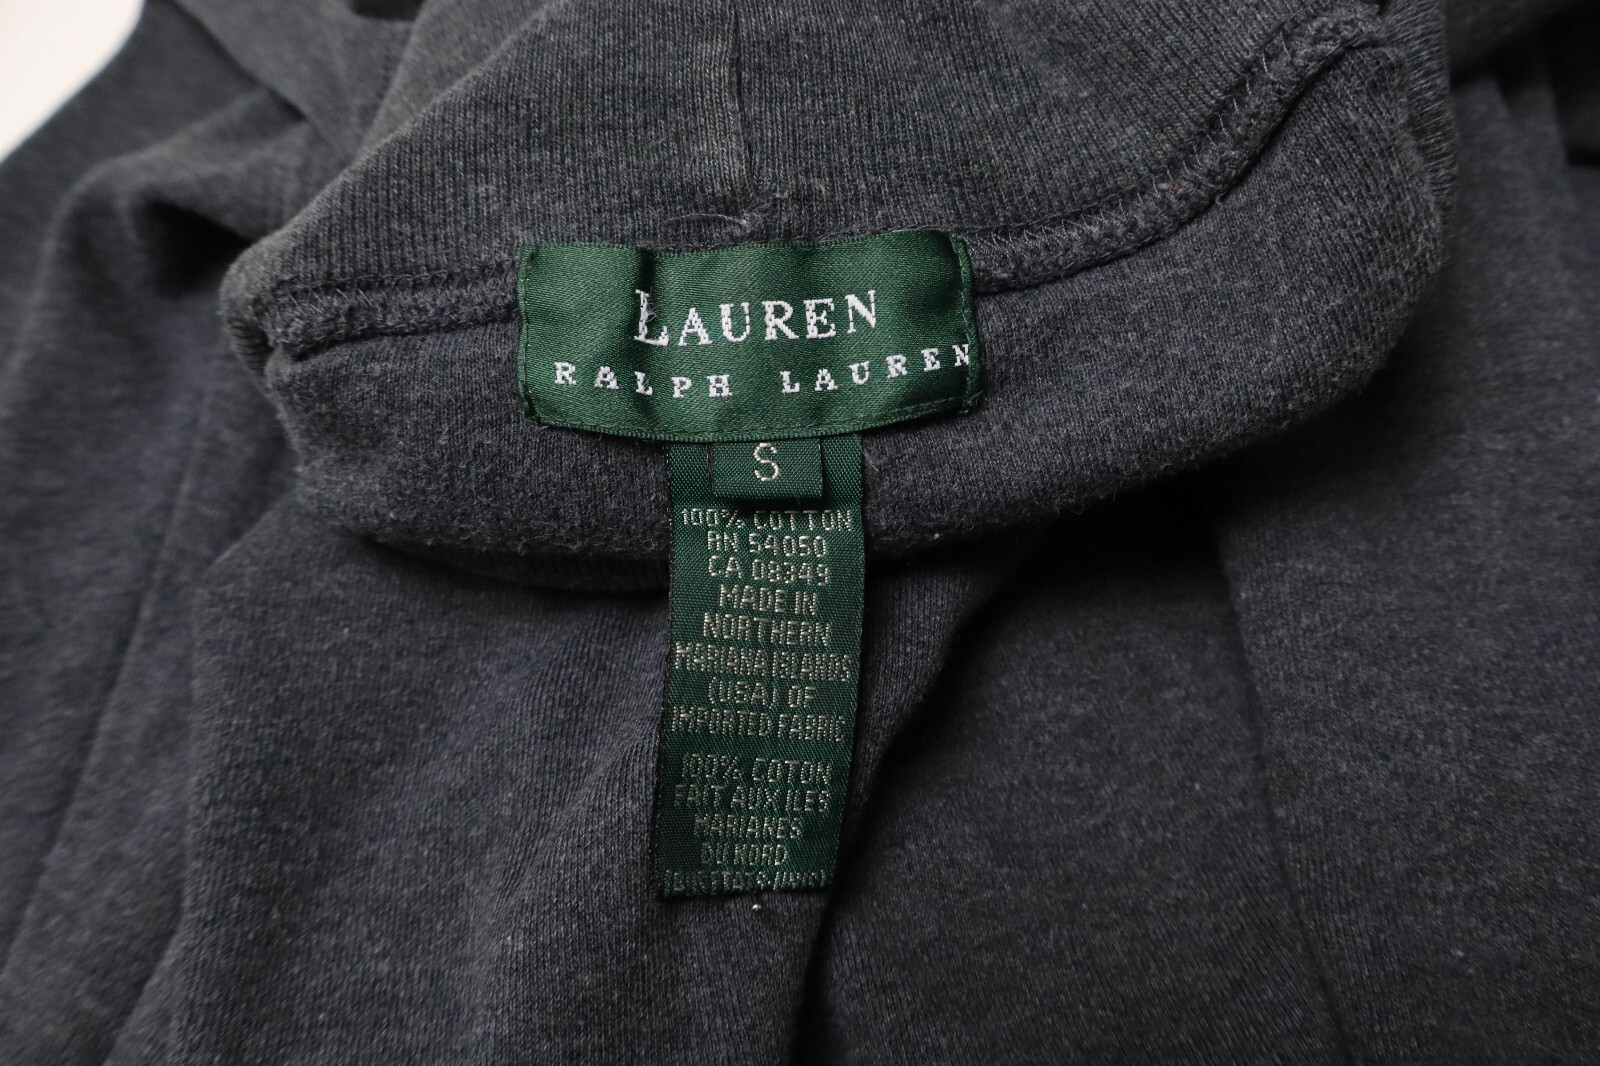 LAUREN
RALPH LAUREN
S
100% COTTON
RN 54050
CA 08349
MADE IN
NORTHERN
MARIANA ISLANDS
(USA) OF
IMPORTED FABRIC
100% COTON
FAIT AUX ILES
MARIANES
DU NORD